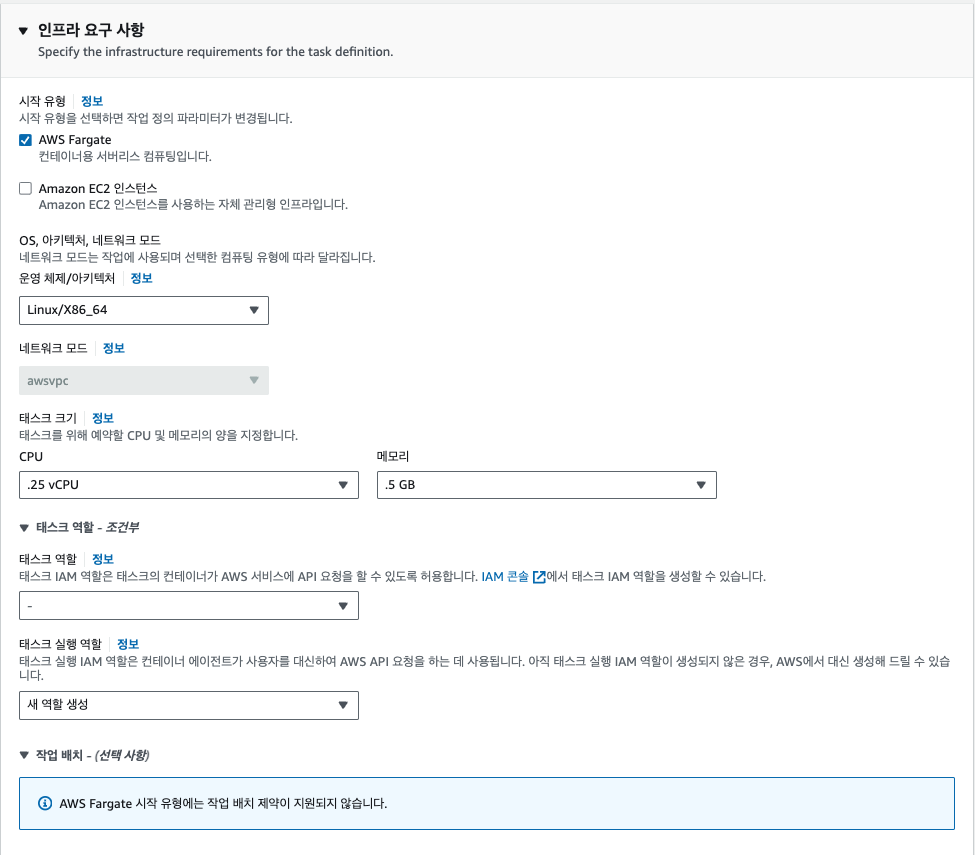 인프라 요구 사항
Specify the infrastructure requirements for the task definition.
시작 유형 정보
시작 유형을 선택하면 작업 정의 파라미터가 변경됩니다.
AWS Fargate
컨테이너용 서버리스 컴퓨팅입니다.
Amazon EC2 인스턴스
Amazon EC2 인스턴스를 사용하는 자체 관리형 인프라입니다.
OS, 아키텍처, 네트워크 모드
네트워크 모드는 작업에 사용되며 선택한 컴퓨팅 유형에 따라 달라집니다.
운영 체제/아키텍처 정보
Linux/X86_64
네트워크 모드 정보
awsvpc
태스크 크기 정보
태스크를 위해 예약할 CPU 및 메모리의 양을 지정합니다.
CPU 메모리
.25 vCPU .5 GB
태스크 역할 - 조건부
태스크 역할 정보
태스크 IAM 역할은 태스크의 컨테이너가 AWS 서비스에 API 요청을 할 수 있도록 허용합니다. IAM 콘솔 에서 태스크 IAM 역할을 생성할 수 있습니다.
-
태스크 실행 역할 정보
태스크 실행 IAM 역할은 컨테이너 에이전트가 사용자를 대신하여 AWS API 요청을 하는 데 사용됩니다. 아직 태스크 실행 IAM 역할이 생성되지 않은 경우, AWS에서 대신 생성해 드릴 수 있습
니다.
새 역할 생성
작업 배치 - (선택 사항)
AWS Fargate 시작 유형에는 작업 배치 제약이 지원되지 않습니다.